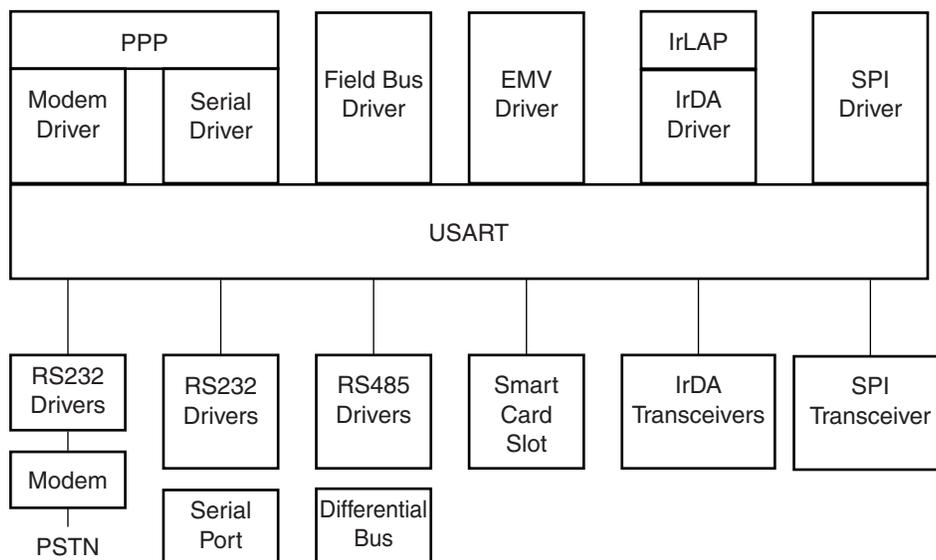 PPP
Modem
Driver
Serial
Driver
Field Bus
Driver
EMV
Driver
IrLAP
IrDA
Driver
SPI
Driver
USART
RS232
Drivers
Modem
PSTN
RS232
Drivers
Serial
Port
RS485
Drivers
Differential
Bus
Smart
Card
Slot
IrDA
Transceivers
SPI
Transceiver